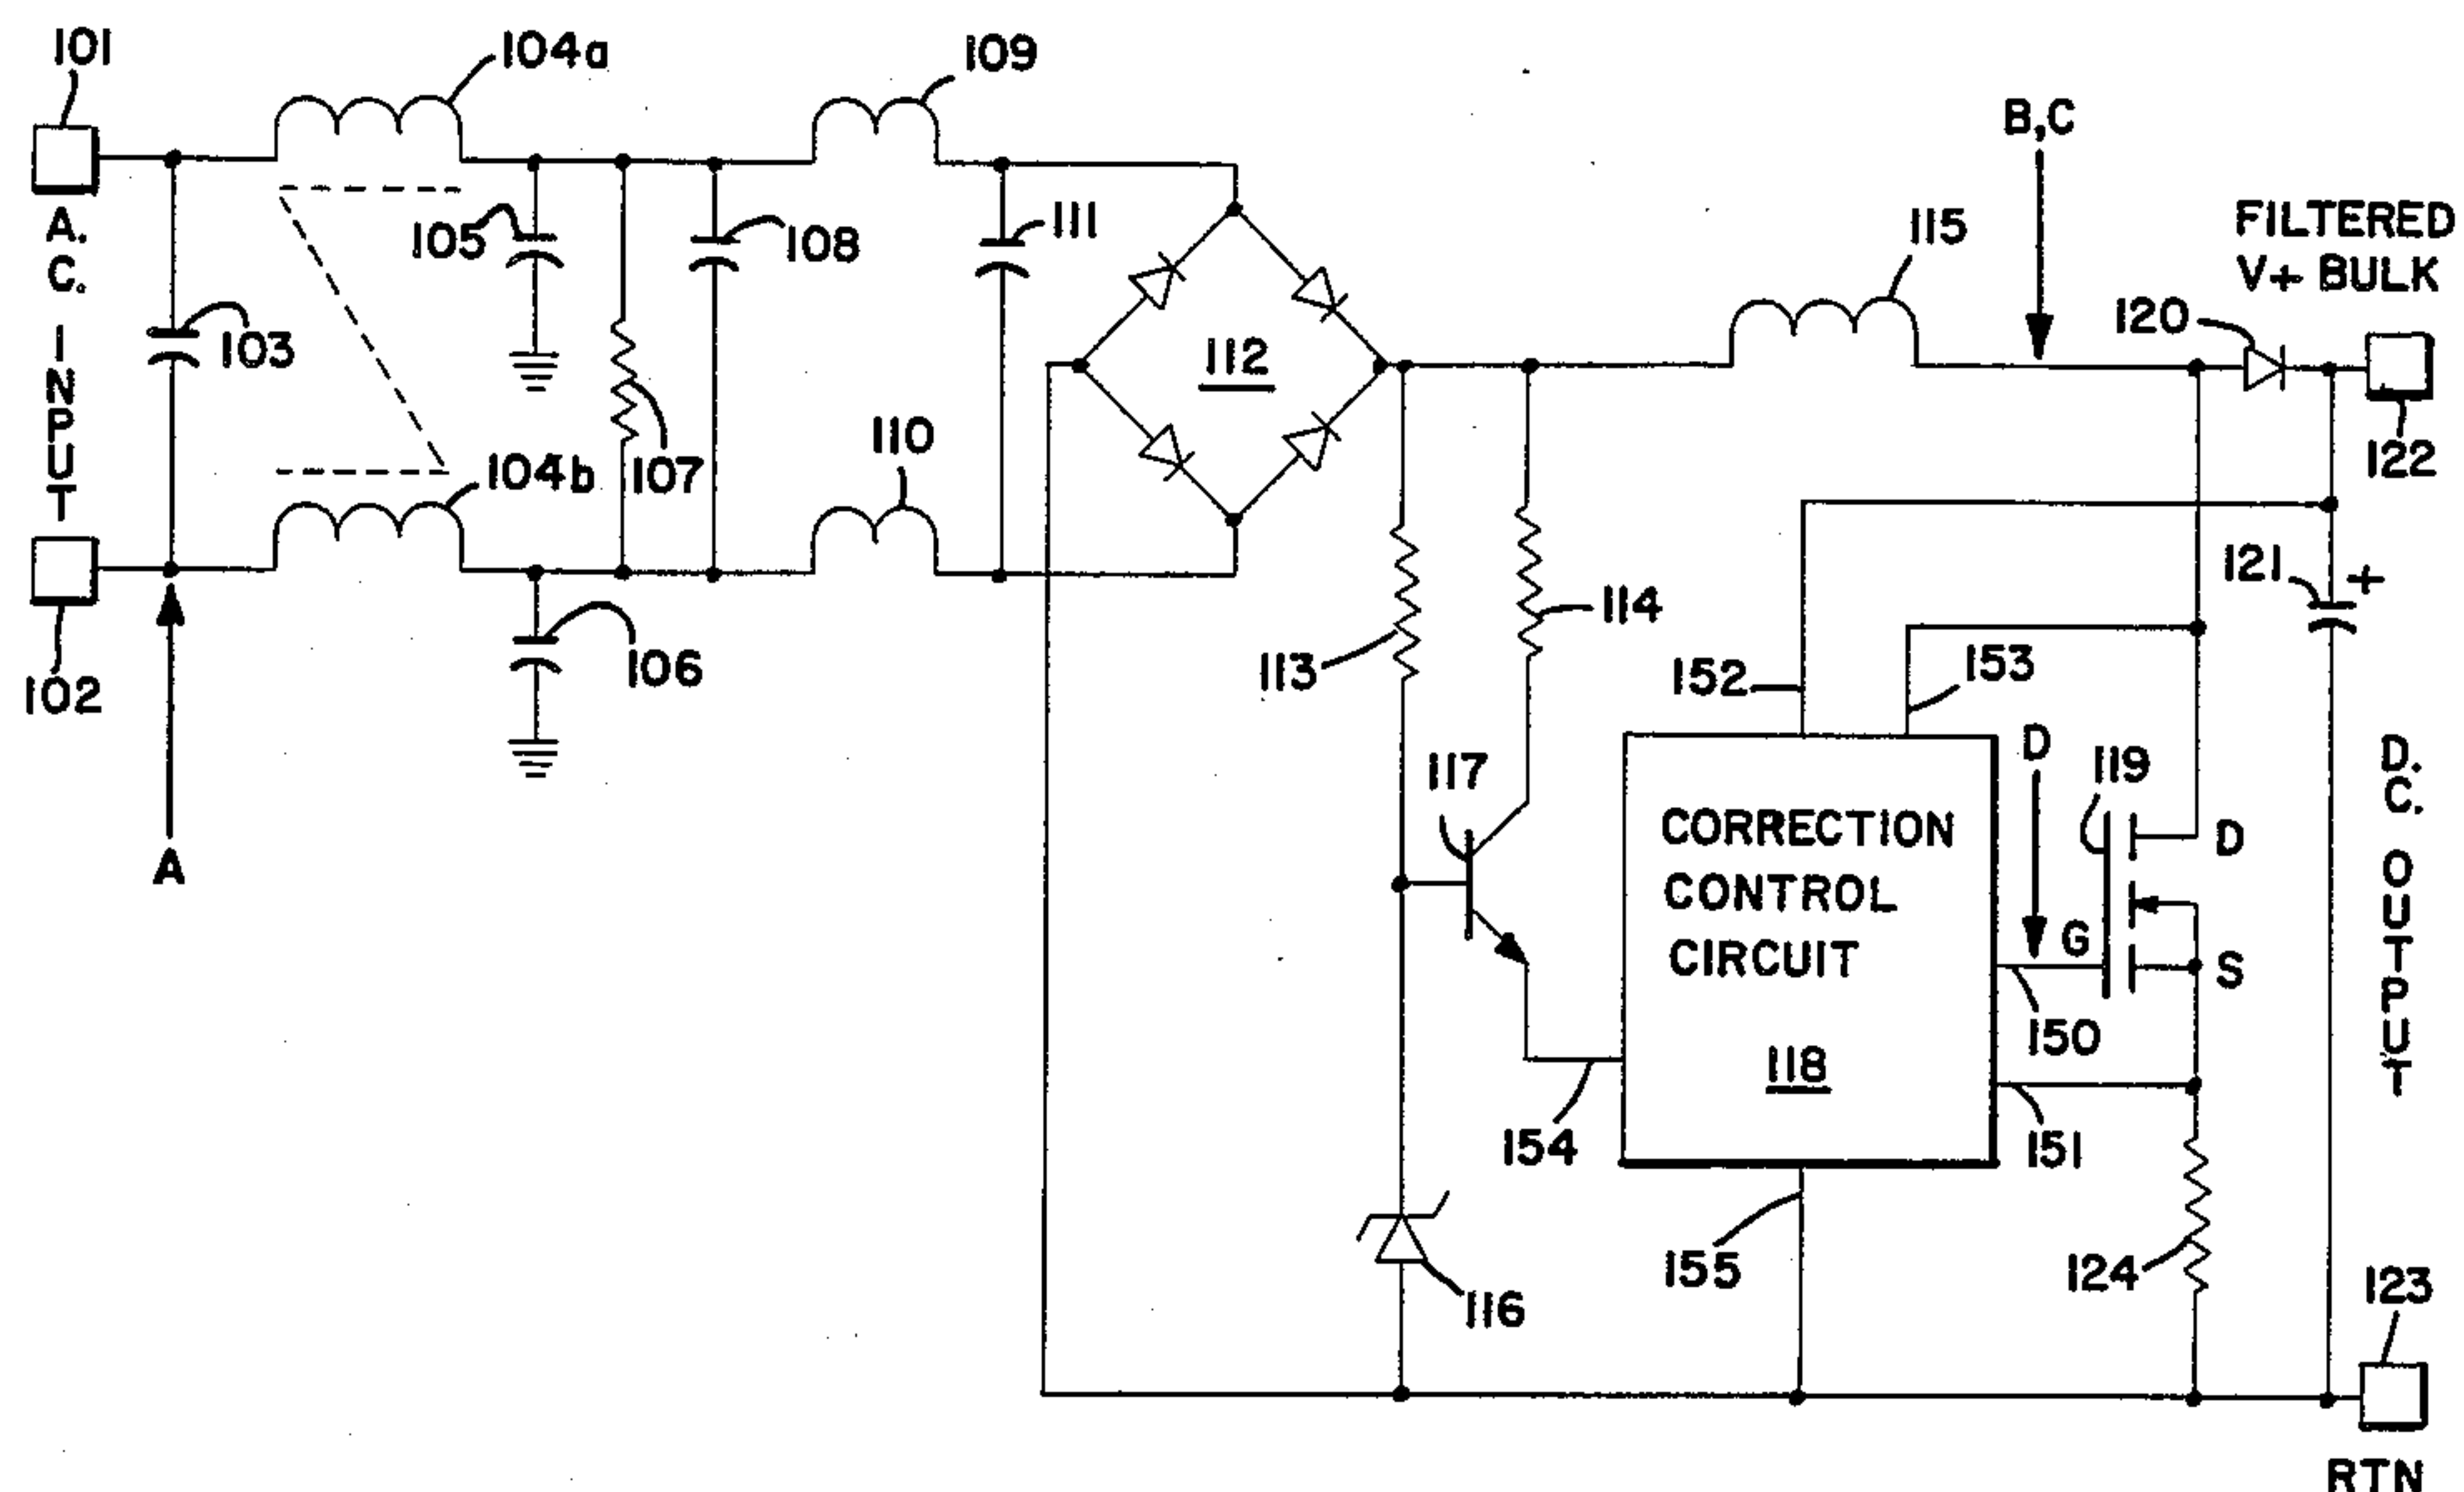 101
104a
109
B,C
A.
C.
INPUT
105
108
111
115
FILTERED
V+ BULK
120
103
112
122
104b
107
110
121
+
114
102
106
113
152
153
117
D
119
D.
C.
OUTPUT
A
CORRECTION
CONTROL
CIRCUIT
118
D
G
S
150
154
151
155
124
116
123
RTN